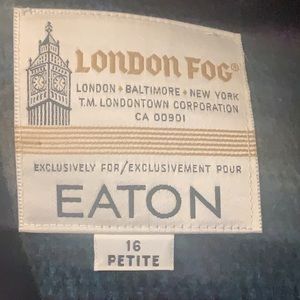 LONDON FOG®
LONDON • BALTIMORE • NEW YORK
T.M. LONDONTOWN CORPORATION
CA 00901
EXCLUSIVELY FOR/EXCLUSIVEMENT POUR
EATON
16
PETITE